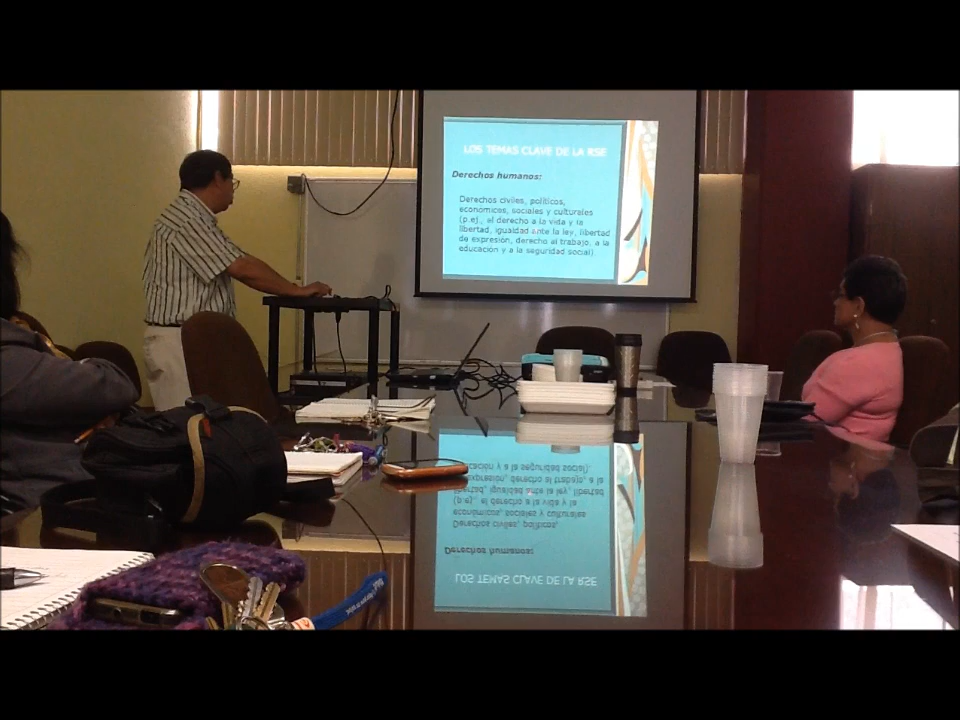 LOS TEMAS CLAVE DE LA RSE
Derechos humanos:
Derechos civiles, políticos,
económicos, sociales y culturales
(p.ej., el derecho a la vida y la
libertad, igualdad ante la ley, libertad
de expresión, derecho al trabajo, a la
educación y a la seguridad social).